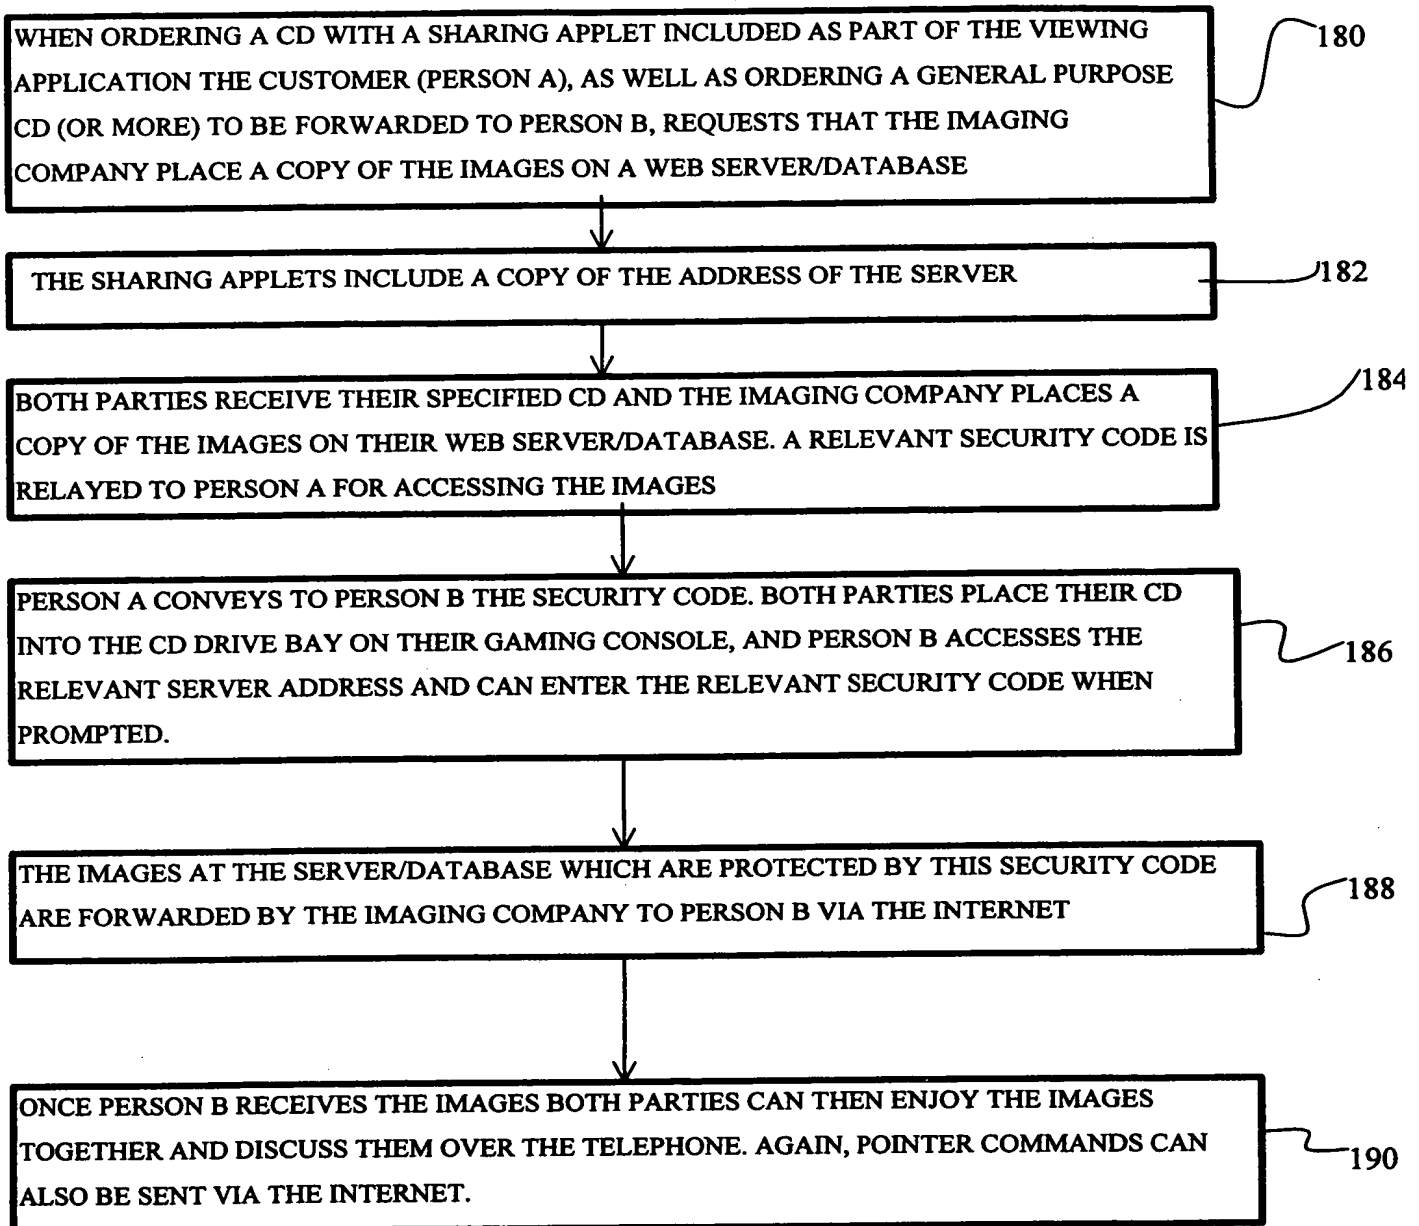 WHEN ORDERING A CD WITH A SHARING APPLET INCLUDED AS PART OF THE VIEWING
APPLICATION THE CUSTOMER (PERSON A), AS WELL AS ORDERING A GENERAL PURPOSE
CD (OR MORE) TO BE FORWARDED TO PERSON B, REQUESTS THAT THE IMAGING
COMPANY PLACE A COPY OF THE IMAGES ON A WEB SERVER/DATABASE
180
THE SHARING APPLETS INCLUDE A COPY OF THE ADDRESS OF THE SERVER
182
BOTH PARTIES RECEIVE THEIR SPECIFIED CD AND THE IMAGING COMPANY PLACES A
COPY OF THE IMAGES ON THEIR WEB SERVER/DATABASE. A RELEVANT SECURITY CODE IS
RELAYED TO PERSON A FOR ACCESSING THE IMAGES
184
PERSON A CONVEYS TO PERSON B THE SECURITY CODE. BOTH PARTIES PLACE THEIR CD
INTO THE CD DRIVE BAY ON THEIR GAMING CONSOLE, AND PERSON B ACCESSES THE
RELEVANT SERVER ADDRESS AND CAN ENTER THE RELEVANT SECURITY CODE WHEN
PROMPTED.
186
THE IMAGES AT THE SERVER/DATABASE WHICH ARE PROTECTED BY THIS SECURITY CODE
ARE FORWARDED BY THE IMAGING COMPANY TO PERSON B VIA THE INTERNET
188
ONCE PERSON B RECEIVES THE IMAGES BOTH PARTIES CAN THEN ENJOY THE IMAGES
TOGETHER AND DISCUSS THEM OVER THE TELEPHONE. AGAIN, POINTER COMMANDS CAN
ALSO BE SENT VIA THE INTERNET.
190